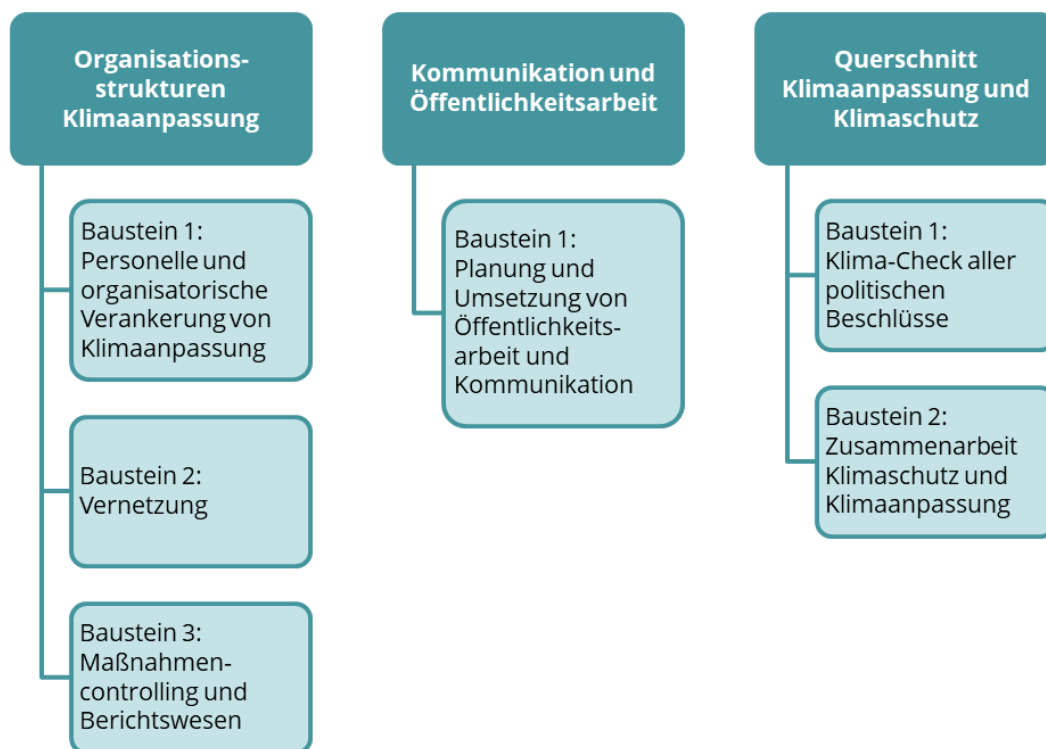 Organisations-
strukturen
Klimaanpassung
Baustein 1:
Personelle und
organisatorische
Verankerung von
Klimaanpassung
Baustein 2:
Vernetzung
Baustein 3:
Maßnahmen-
controlling und
Berichtswesen
Kommunikation und
Öffentlichkeitsarbeit
Baustein 1:
Planung und
Umsetzung von
Öffentlichkeits-
arbeit und
Kommunikation
Querschnitt
Klimaanpassung und
Klimaschutz
Baustein 1:
Klima-Check aller
politischen
Beschlüsse
Baustein 2:
Zusammenarbeit
Klimaschutz und
Klimaanpassung